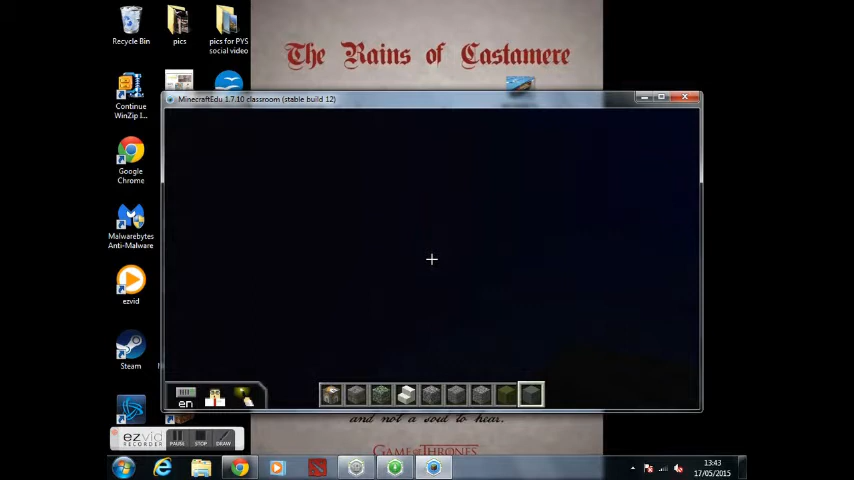 The Rains of Castamere
Recycle Bin
pics
pics for PYS
social video
MinecraftEdu 1.7.10 classroom (stable build 12)
Continue
WinZip I...
Google
Chrome
Malwarebytes
Anti-Malware
ezvid
Steam
en
and not a soul to hear.
GAME OF THRONES
ezvid
RECORDER
PAUSE
STOP
DRAW
13:43
17/05/2015